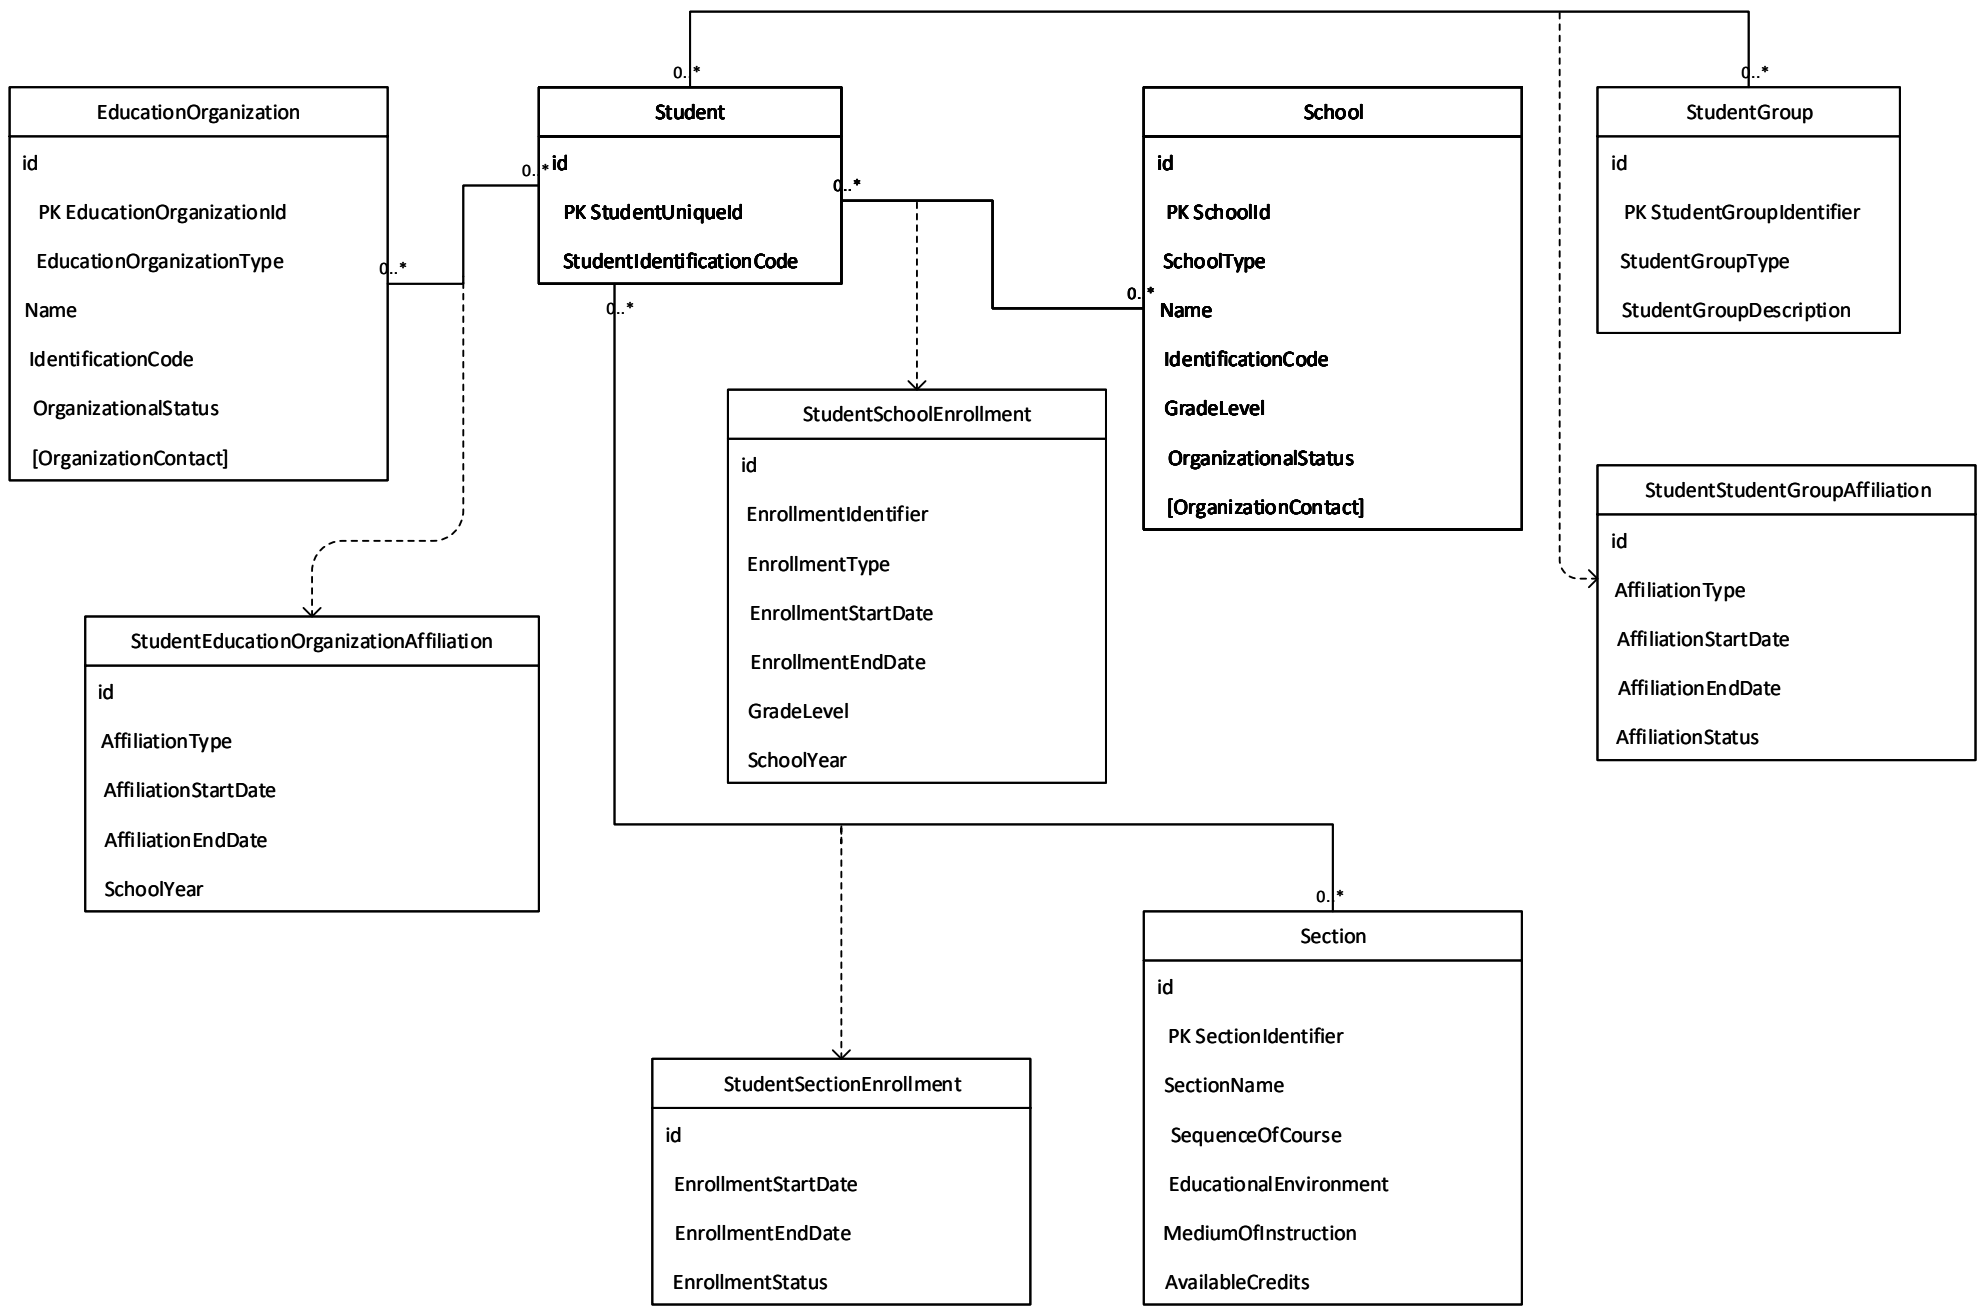 0..*
0..*
EducationOrganization
id
PK EducationOrganizationId
EducationOrganizationType
Name
IdentificationCode
OrganizationalStatus
[OrganizationContact]
0..*
0..*
Student
id
PK StudentUniqueId
StudentIdentificationCode
0..*
0..*
0..*
School
id
PK SchoolId
SchoolType
Name
IdentificationCode
GradeLevel
OrganizationalStatus
[OrganizationContact]
StudentGroup
id
PK StudentGroupIdentifier
StudentGroupType
StudentGroupDescription
StudentSchoolEnrollment
id
EnrollmentIdentifier
EnrollmentType
EnrollmentStartDate
EnrollmentEndDate
GradeLevel
SchoolYear
StudentStudentGroupAffiliation
id
AffiliationType
AffiliationStartDate
AffiliationEndDate
AffiliationStatus
StudentEducationOrganizationAffiliation
id
AffiliationType
AffiliationStartDate
AffiliationEndDate
SchoolYear
0..*
StudentSectionEnrollment
id
EnrollmentStartDate
EnrollmentEndDate
EnrollmentStatus
Section
id
PK SectionIdentifier
SectionName
SequenceOfCourse
EducationalEnvironment
MediumOfInstruction
AvailableCredits